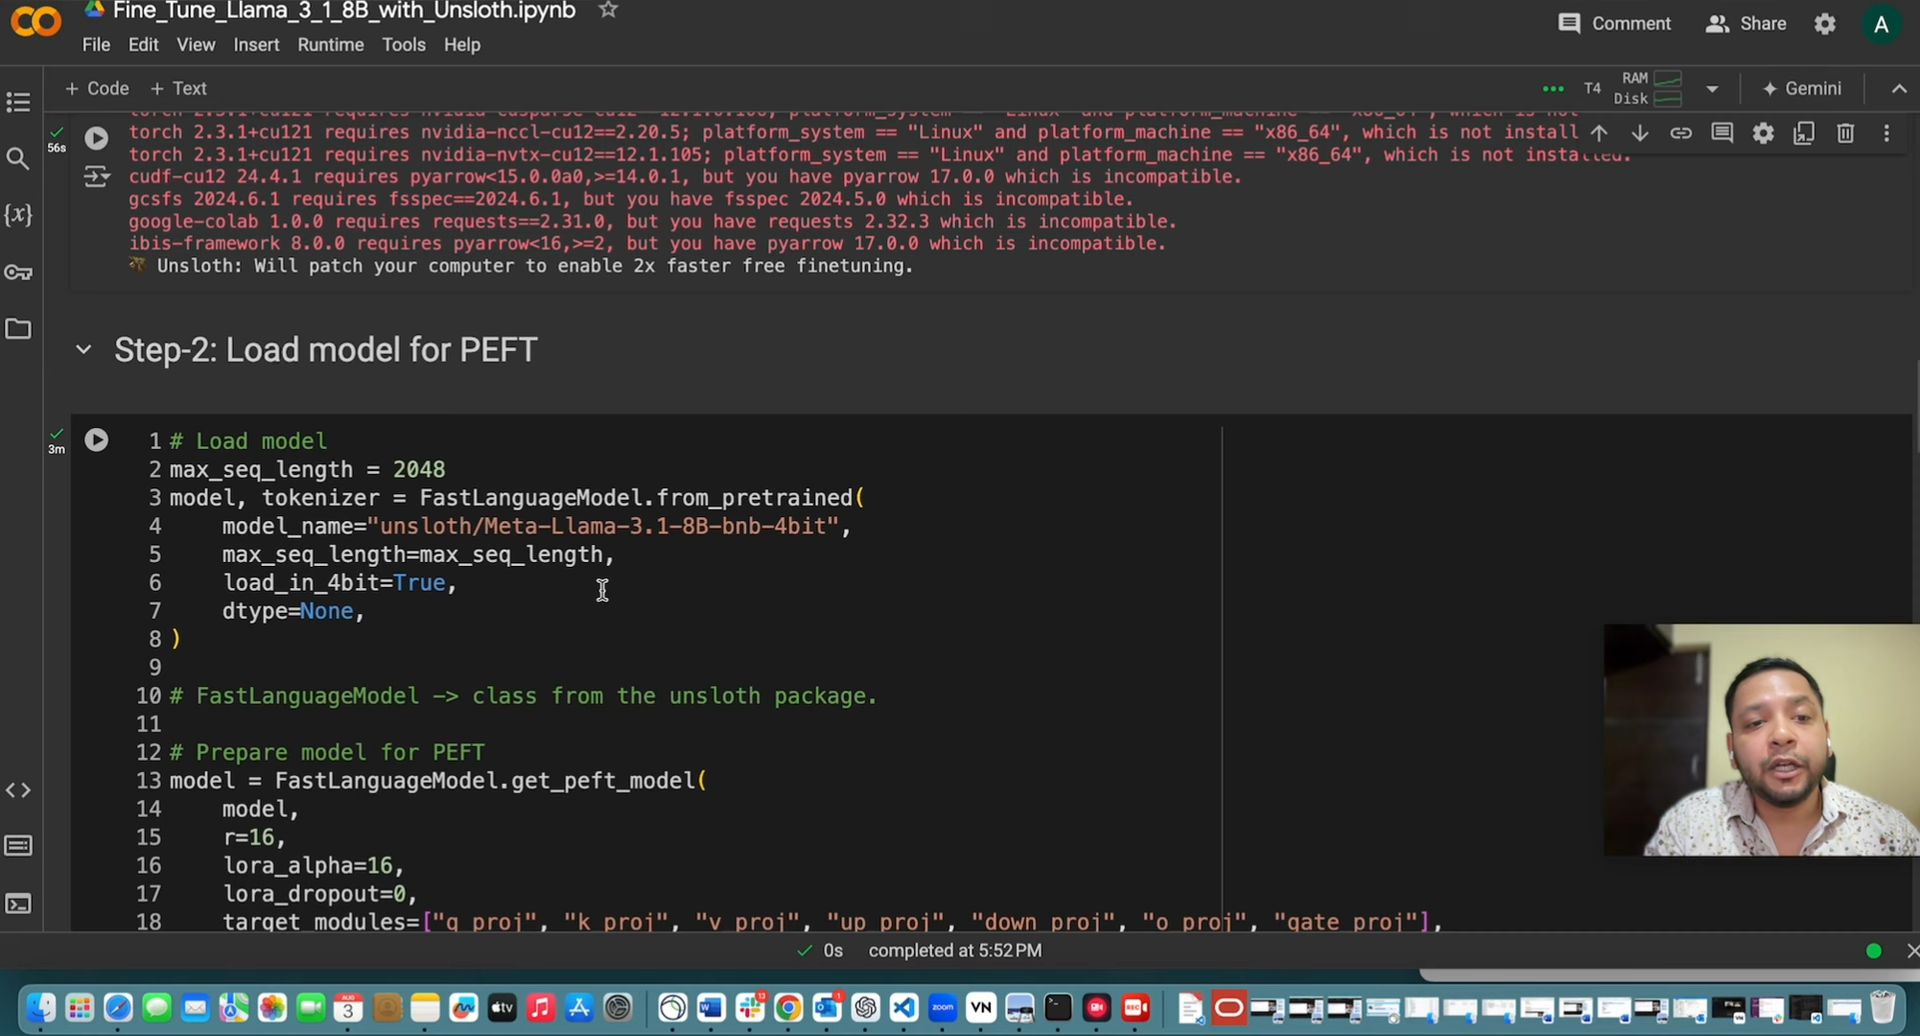 Fine_Tune_Llama_3_1_8B_with_Unsloth.ipynb
Comment
Share
A
File Edit View Insert Runtime Tools Help
+ Code + Text
T4
RAM
Disk
Gemini
56s
torch 2.3.1+cu121 requires nvidia-nccl-cu12==2.20.5; platform_system == "Linux" and platform_machine == "x86_64", which is not install
torch 2.3.1+cu121 requires nvidia-nvtx-cu12==12.1.105; platform_system == "Linux" and platform_machine == "x86_64", which is not installed.
cudf-cu12 24.4.1 requires pyarrow<15.0.0a0,>=14.0.1, but you have pyarrow 17.0.0 which is incompatible.
gcsfs 2024.6.1 requires fsspec==2024.6.1, but you have fsspec 2024.5.0 which is incompatible.
google-colab 1.0.0 requires requests==2.31.0, but you have requests 2.32.3 which is incompatible.
ibis-framework 8.0.0 requires pyarrow<16,>=2, but you have pyarrow 17.0.0 which is incompatible.
🦥 Unsloth: Will patch your computer to enable 2x faster free finetuning.
Step-2: Load model for PEFT
3m
1 # Load model
2 max_seq_length = 2048
3 model, tokenizer = FastLanguageModel.from_pretrained(
4 model_name="unsloth/Meta-Llama-3.1-8B-bnb-4bit",
5 max_seq_length=max_seq_length,
6 load_in_4bit=True,
7 dtype=None,
8 )
9
10 # FastLanguageModel -> class from the unsloth package.
11
12 # Prepare model for PEFT
13 model = FastLanguageModel.get_peft_model(
14 model,
15 r=16,
16 lora_alpha=16,
17 lora_dropout=0,
18 target_modules=["q_proj", "k_proj", "v_proj", "up_proj", "down_proj", "o_proj", "gate_proj"],
0s completed at 5:52 PM
AUG
3
tv
13
1
zoom
VN
REC